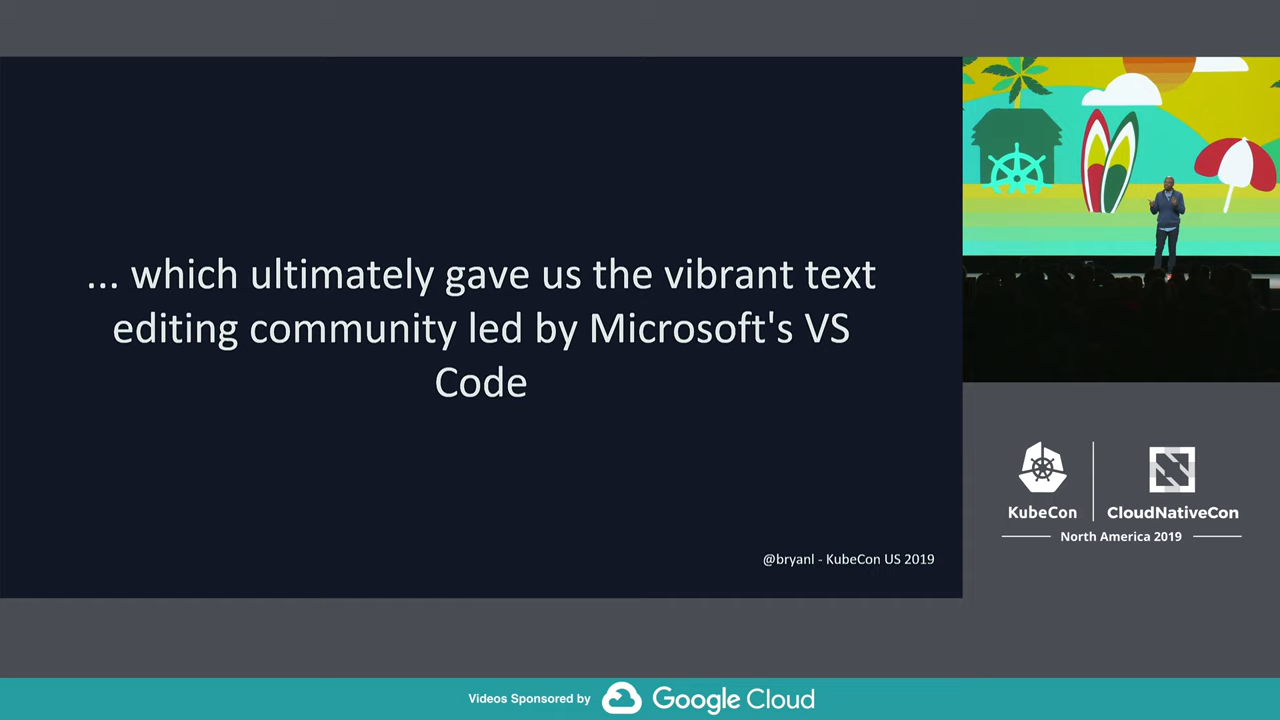 ... which ultimately gave us the vibrant text
editing community led by Microsoft's VS
Code
@bryanl - KubeCon US 2019
KubeCon
CloudNativeCon
North America 2019
Videos Sponsored by
Google Cloud